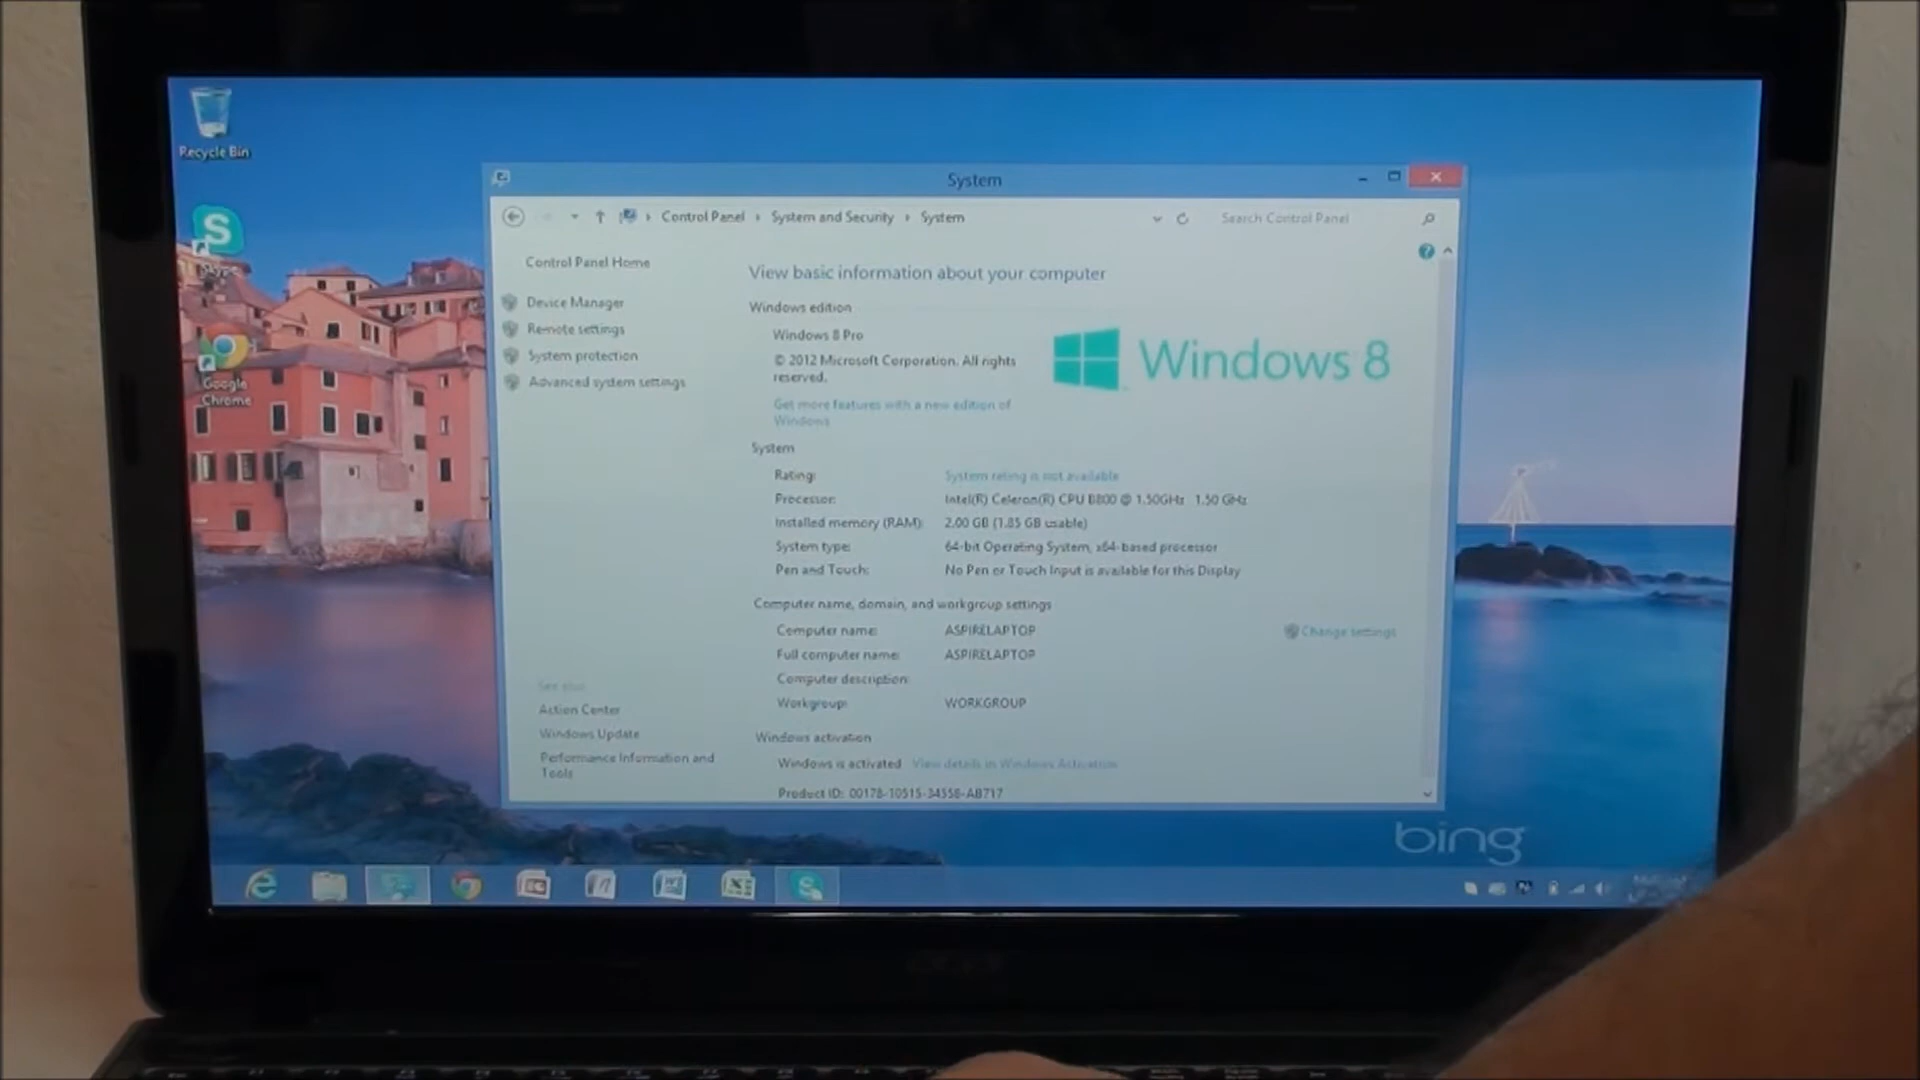 Recycle Bin
Skype
Google
Chrome
System
Control Panel
System and Security
System
Search Control Panel
Control Panel Home
Device Manager
Remote settings
System protection
Advanced system settings
See also
Action Center
Windows Update
Performance Information and
Tools
View basic information about your computer
Windows edition
Windows 8 Pro
© 2012 Microsoft Corporation. All rights
reserved.
Get more features with a new edition of
Windows
Windows 8
System
Rating: System rating is not available
Processor: Intel(R) Celeron(R) CPU B800 @ 1.50GHz 1.50 GHz
Installed memory (RAM): 2.00 GB (1.85 GB usable)
System type: 64-bit Operating System, x64-based processor
Pen and Touch: No Pen or Touch Input is available for this Display
Computer name, domain, and workgroup settings
Computer name: ASPIRELAPTOP
Change settings
Full computer name: ASPIRELAPTOP
Computer description:
Workgroup: WORKGROUP
Windows activation
Windows is activated View details in Windows Activation
Product ID: 00178-10515-34558-AB717
bing
acer